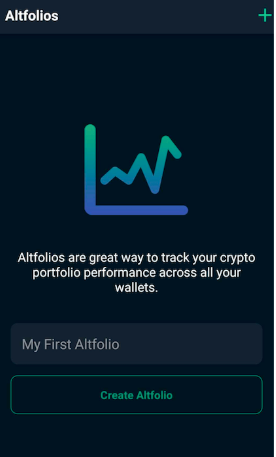 Altfolios
Altfolios are great way to track your crypto
portfolio performance across all your
wallets.
My First Altfolio
Create Altfolio